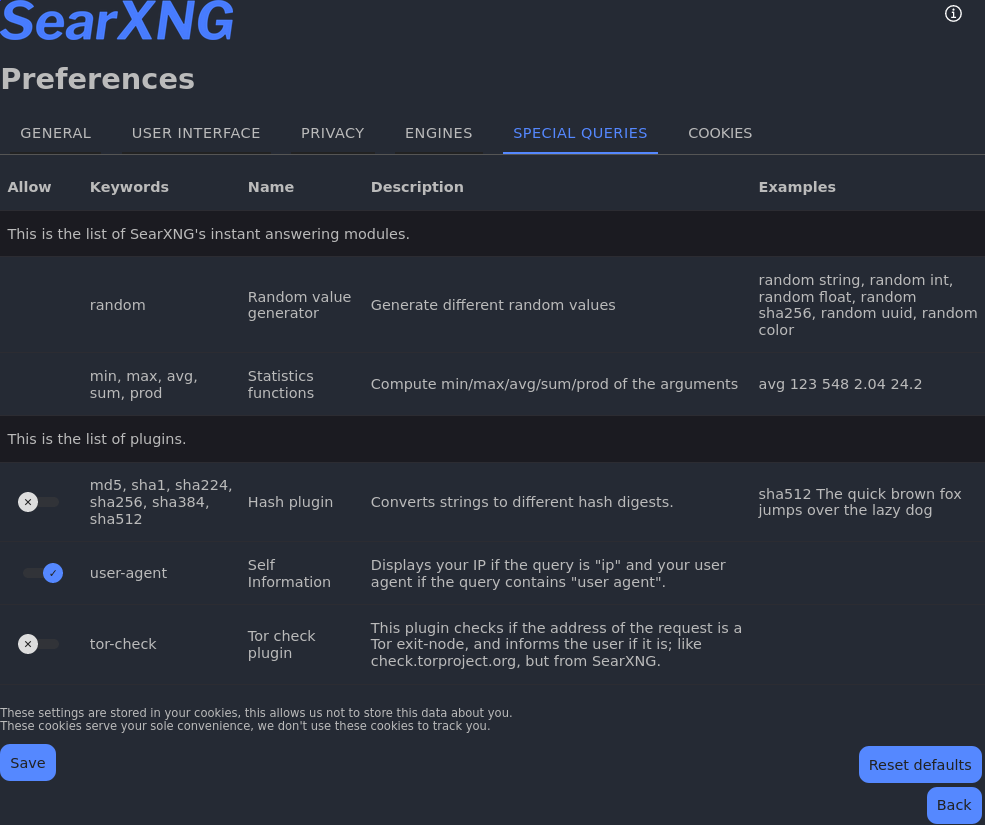 SearXNG
Preferences
GENERAL USER INTERFACE PRIVACY ENGINES SPECIAL QUERIES COOKIES
Allow Keywords Name Description Examples
This is the list of SearXNG's instant answering modules.
random
Random value
generator
Generate different random values
random string, random int,
random float, random
sha256, random uuid, random
color
min, max, avg,
sum, prod
Statistics
functions
Compute min/max/avg/sum/prod of the arguments
avg 123 548 2.04 24.2
This is the list of plugins.
md5, sha1, sha224,
sha256, sha384,
sha512
Hash plugin
Converts strings to different hash digests.
sha512 The quick brown fox
jumps over the lazy dog
user-agent
Self
Information
Displays your IP if the query is "ip" and your user
agent if the query contains "user agent".
tor-check
Tor check
plugin
This plugin checks if the address of the request is a
Tor exit-node, and informs the user if it is; like
check.torproject.org, but from SearXNG.
These settings are stored in your cookies, this allows us not to store this data about you.
These cookies serve your sole convenience, we don't use these cookies to track you.
Save
Reset defaults
Back